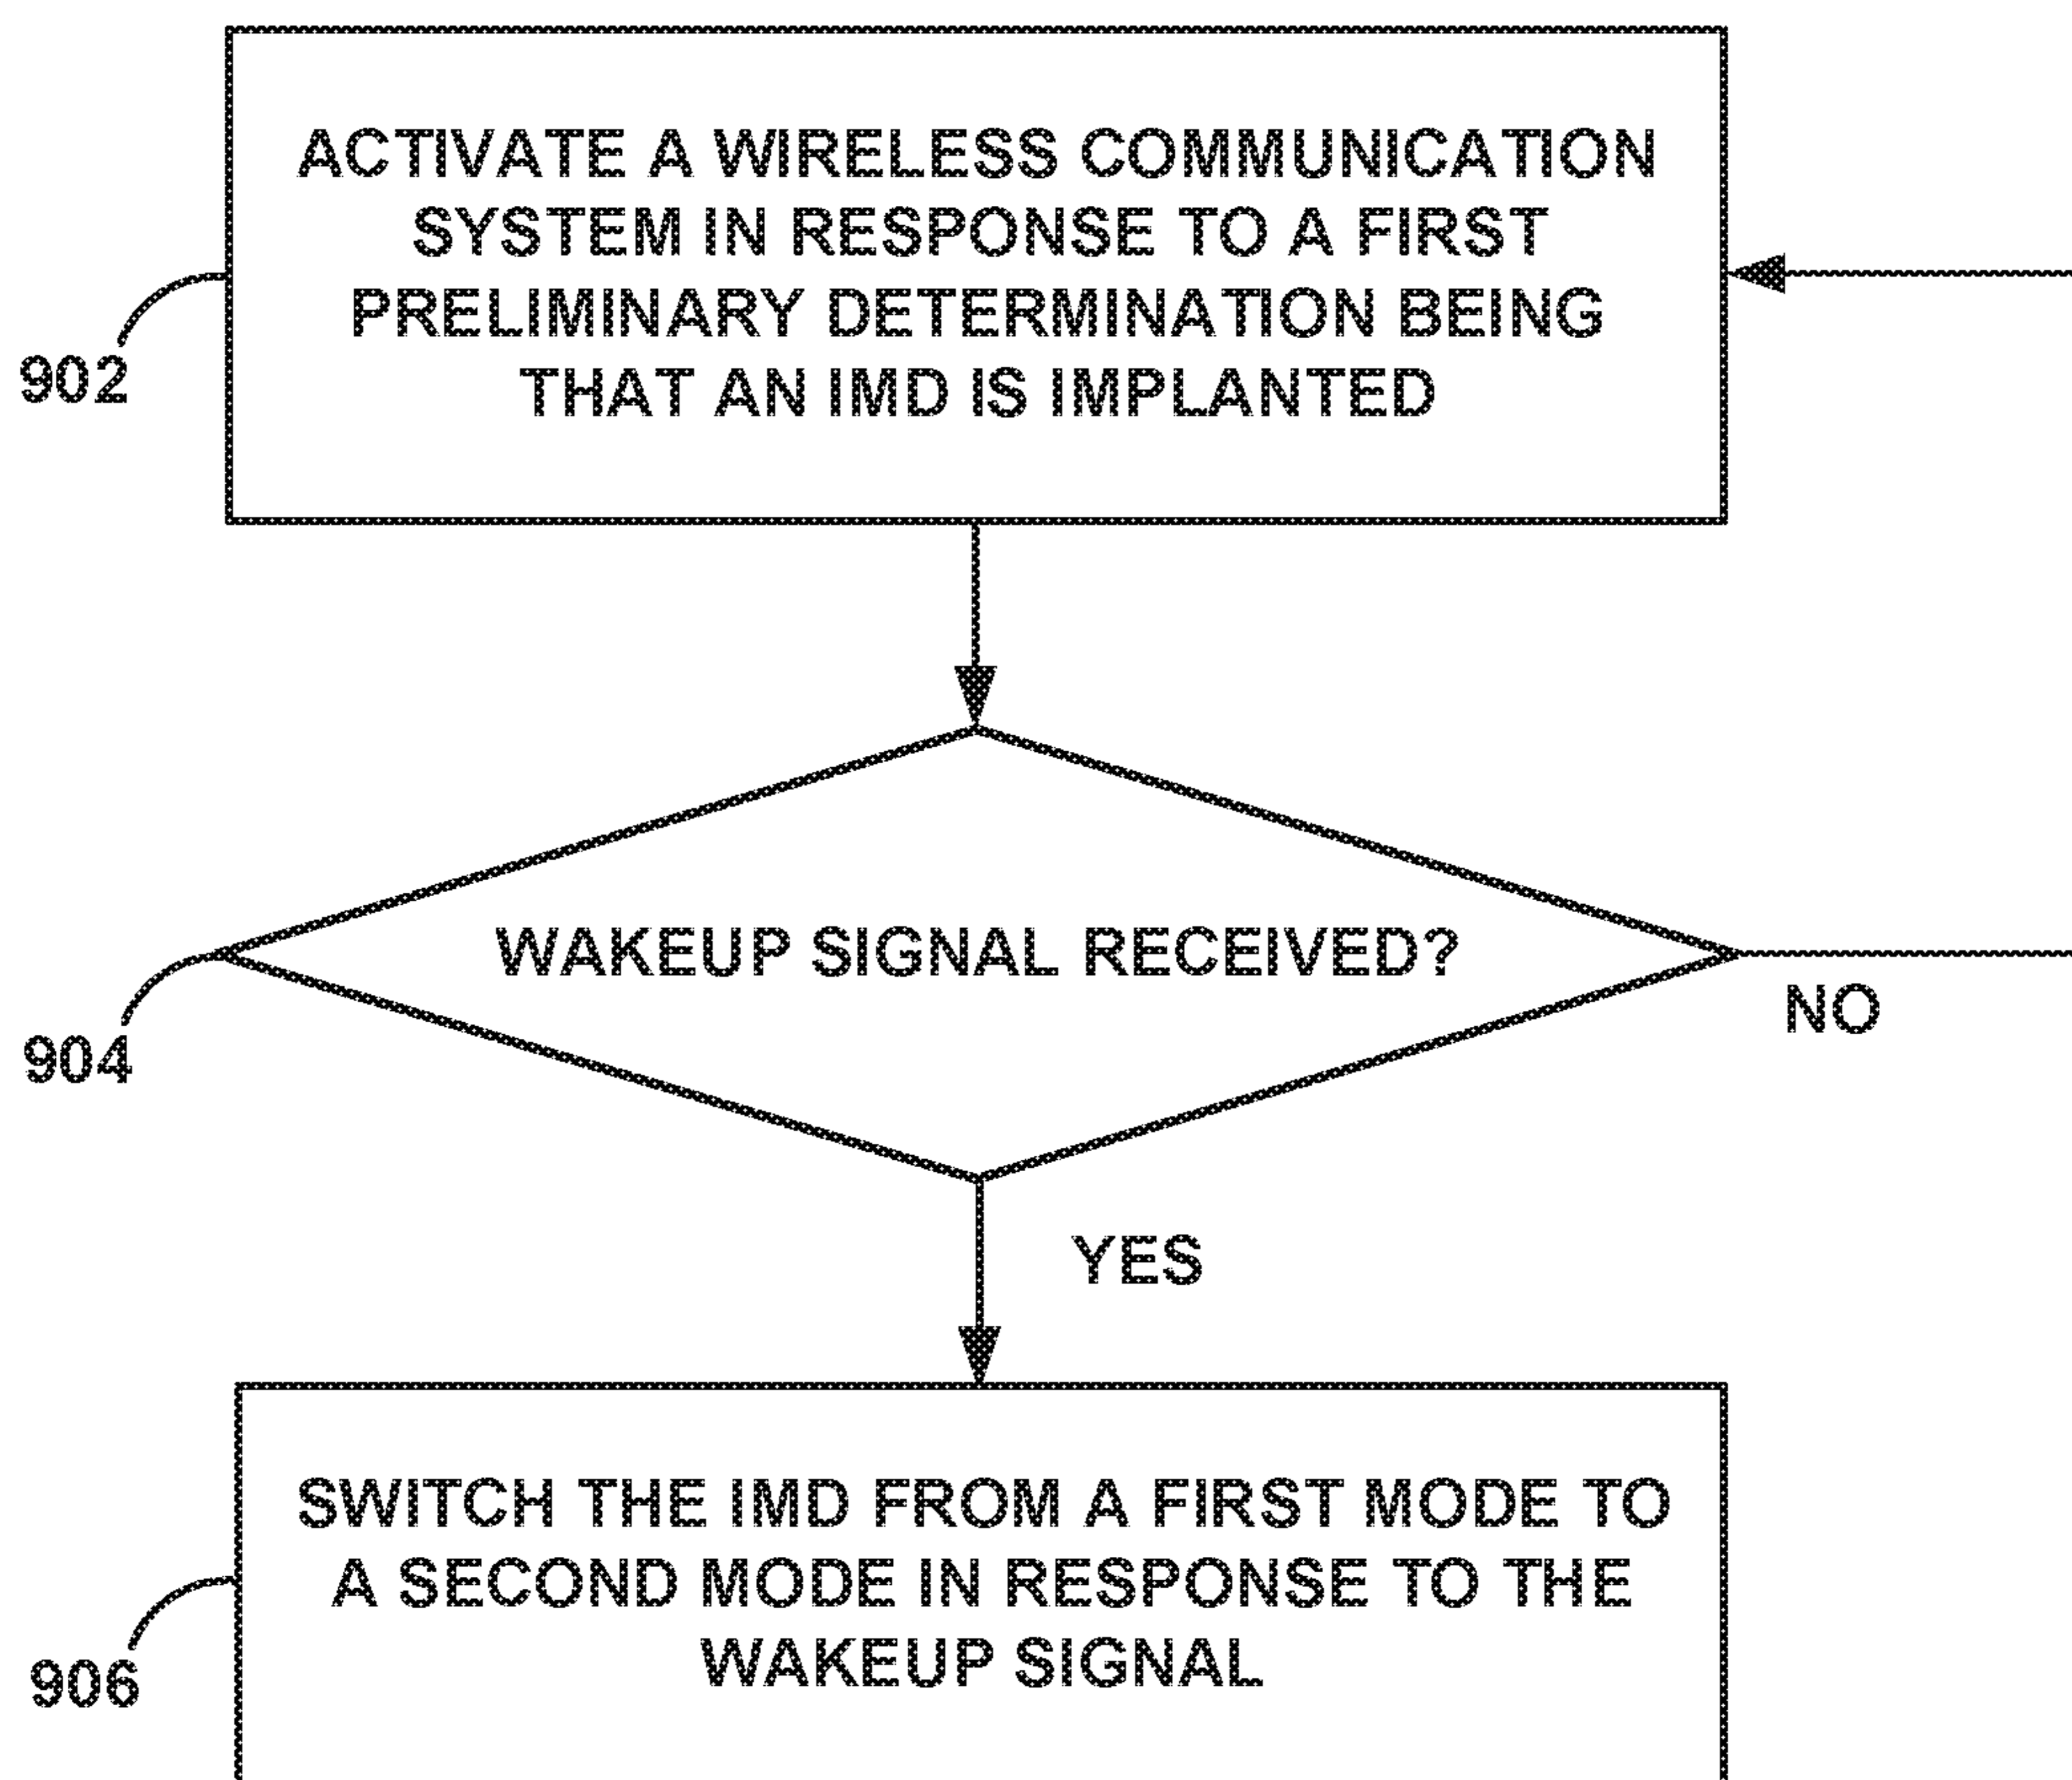 ACTIVATE A WIRELESS COMMUNICATION
SYSTEM IN RESPONSE TO A FIRST
PRELIMINARY DETERMINATION BEING
THAT AN IMD IS IMPLANTED
902
WAKEUP SIGNAL RECEIVED?
904
NO
YES
SWITCH THE IMD FROM A FIRST MODE TO
A SECOND MODE IN RESPONSE TO THE
WAKEUP SIGNAL
906